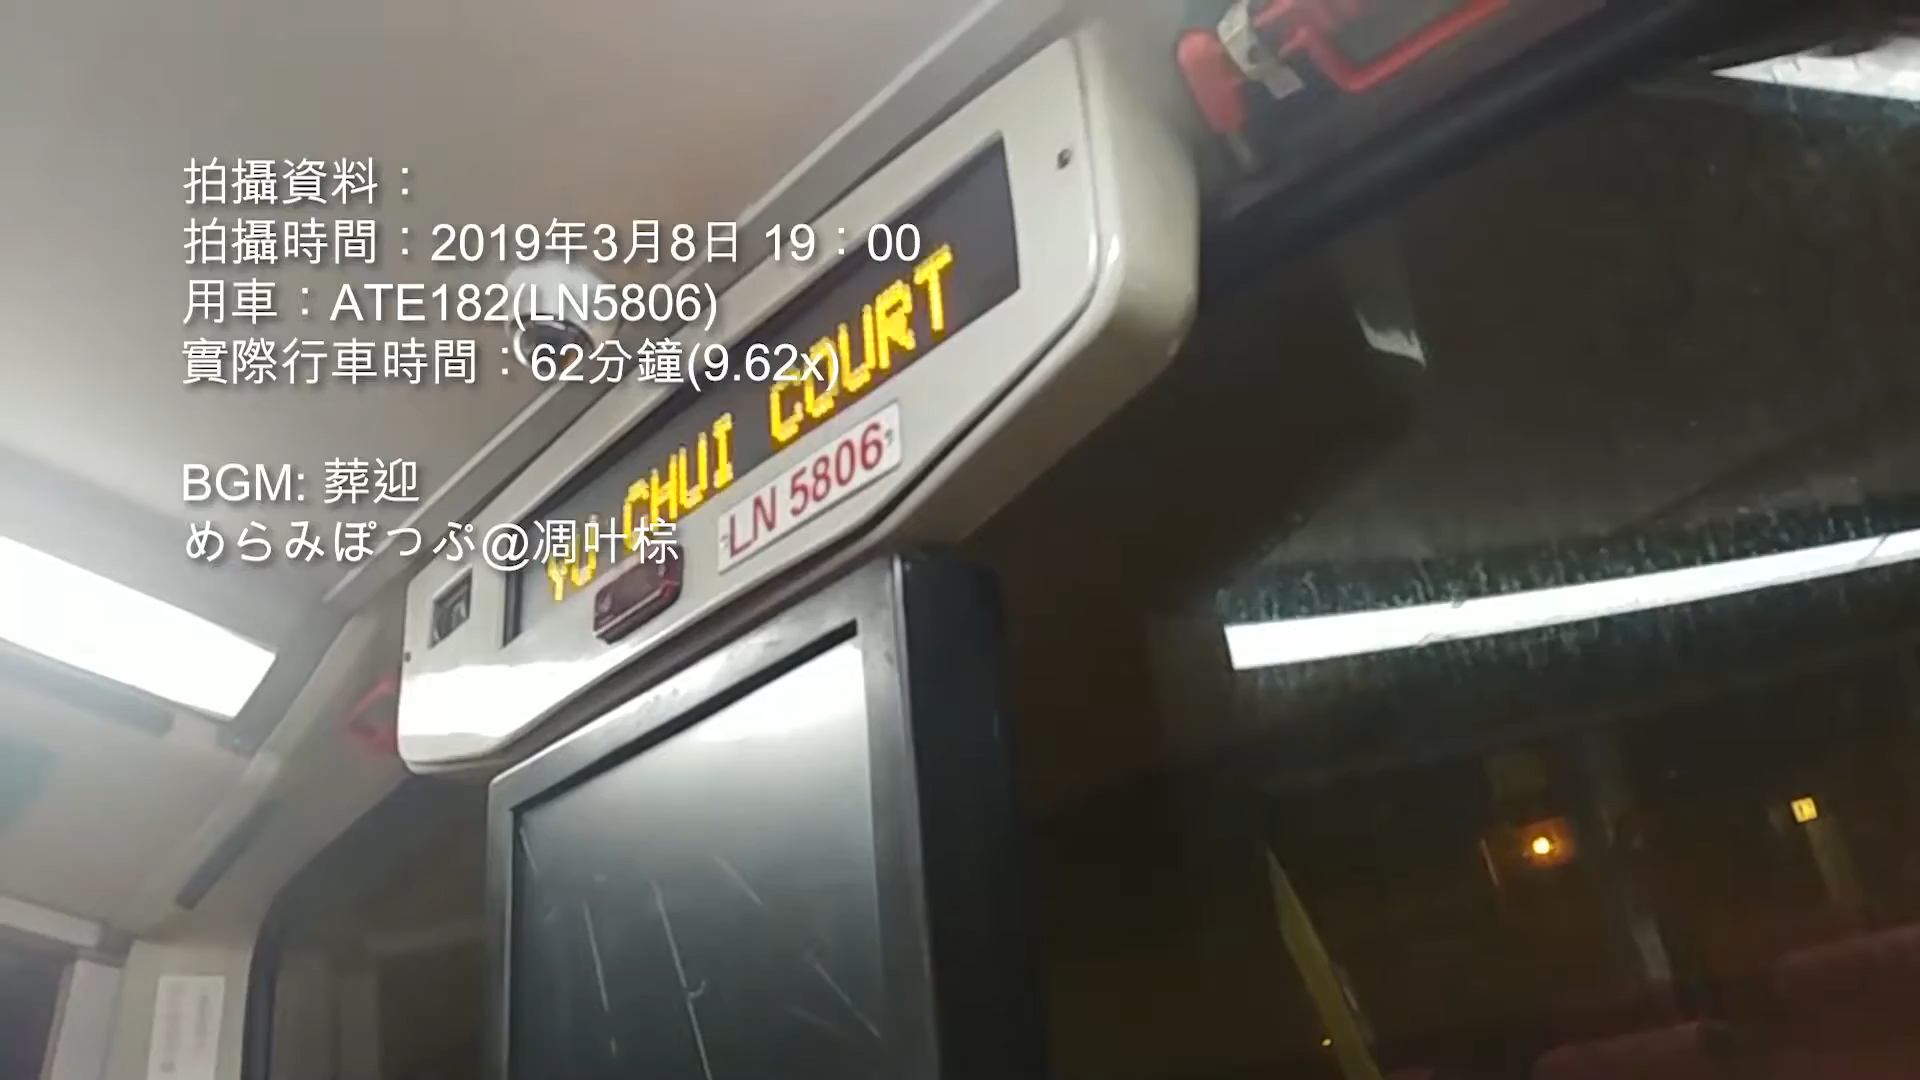 拍攝資料：
拍攝時間：2019年3月8日 19：00
用車：ATE182(LN5806)
實際行車時間：62分鐘(9.62x)
BGM: 葬迎
めらみぽっぷ@凋叶棕
YU CHUI COURT
LN 5806